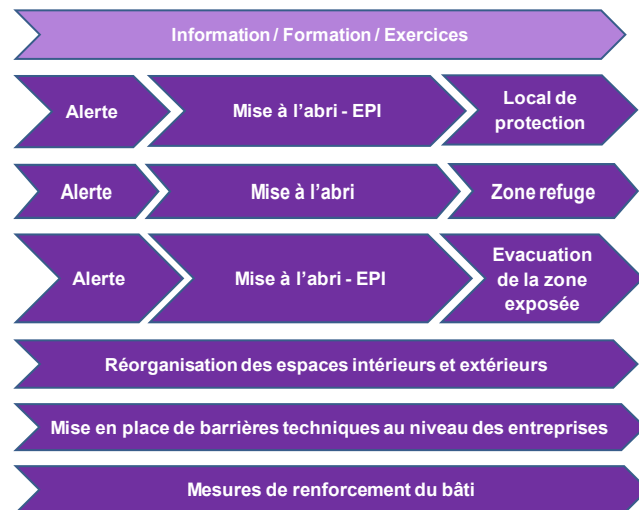 Information / Formation / Exercices
Alerte
Mise à l'abri - EPI
Local de
protection
Alerte
Mise à l'abri
Zone refuge
Alerte
Mise à l'abri - EPI
Evacuation
de la zone
exposée
Réorganisation des espaces intérieurs et extérieurs
Mise en place de barrières techniques au niveau des entreprises
Mesures de renforcement du bâti